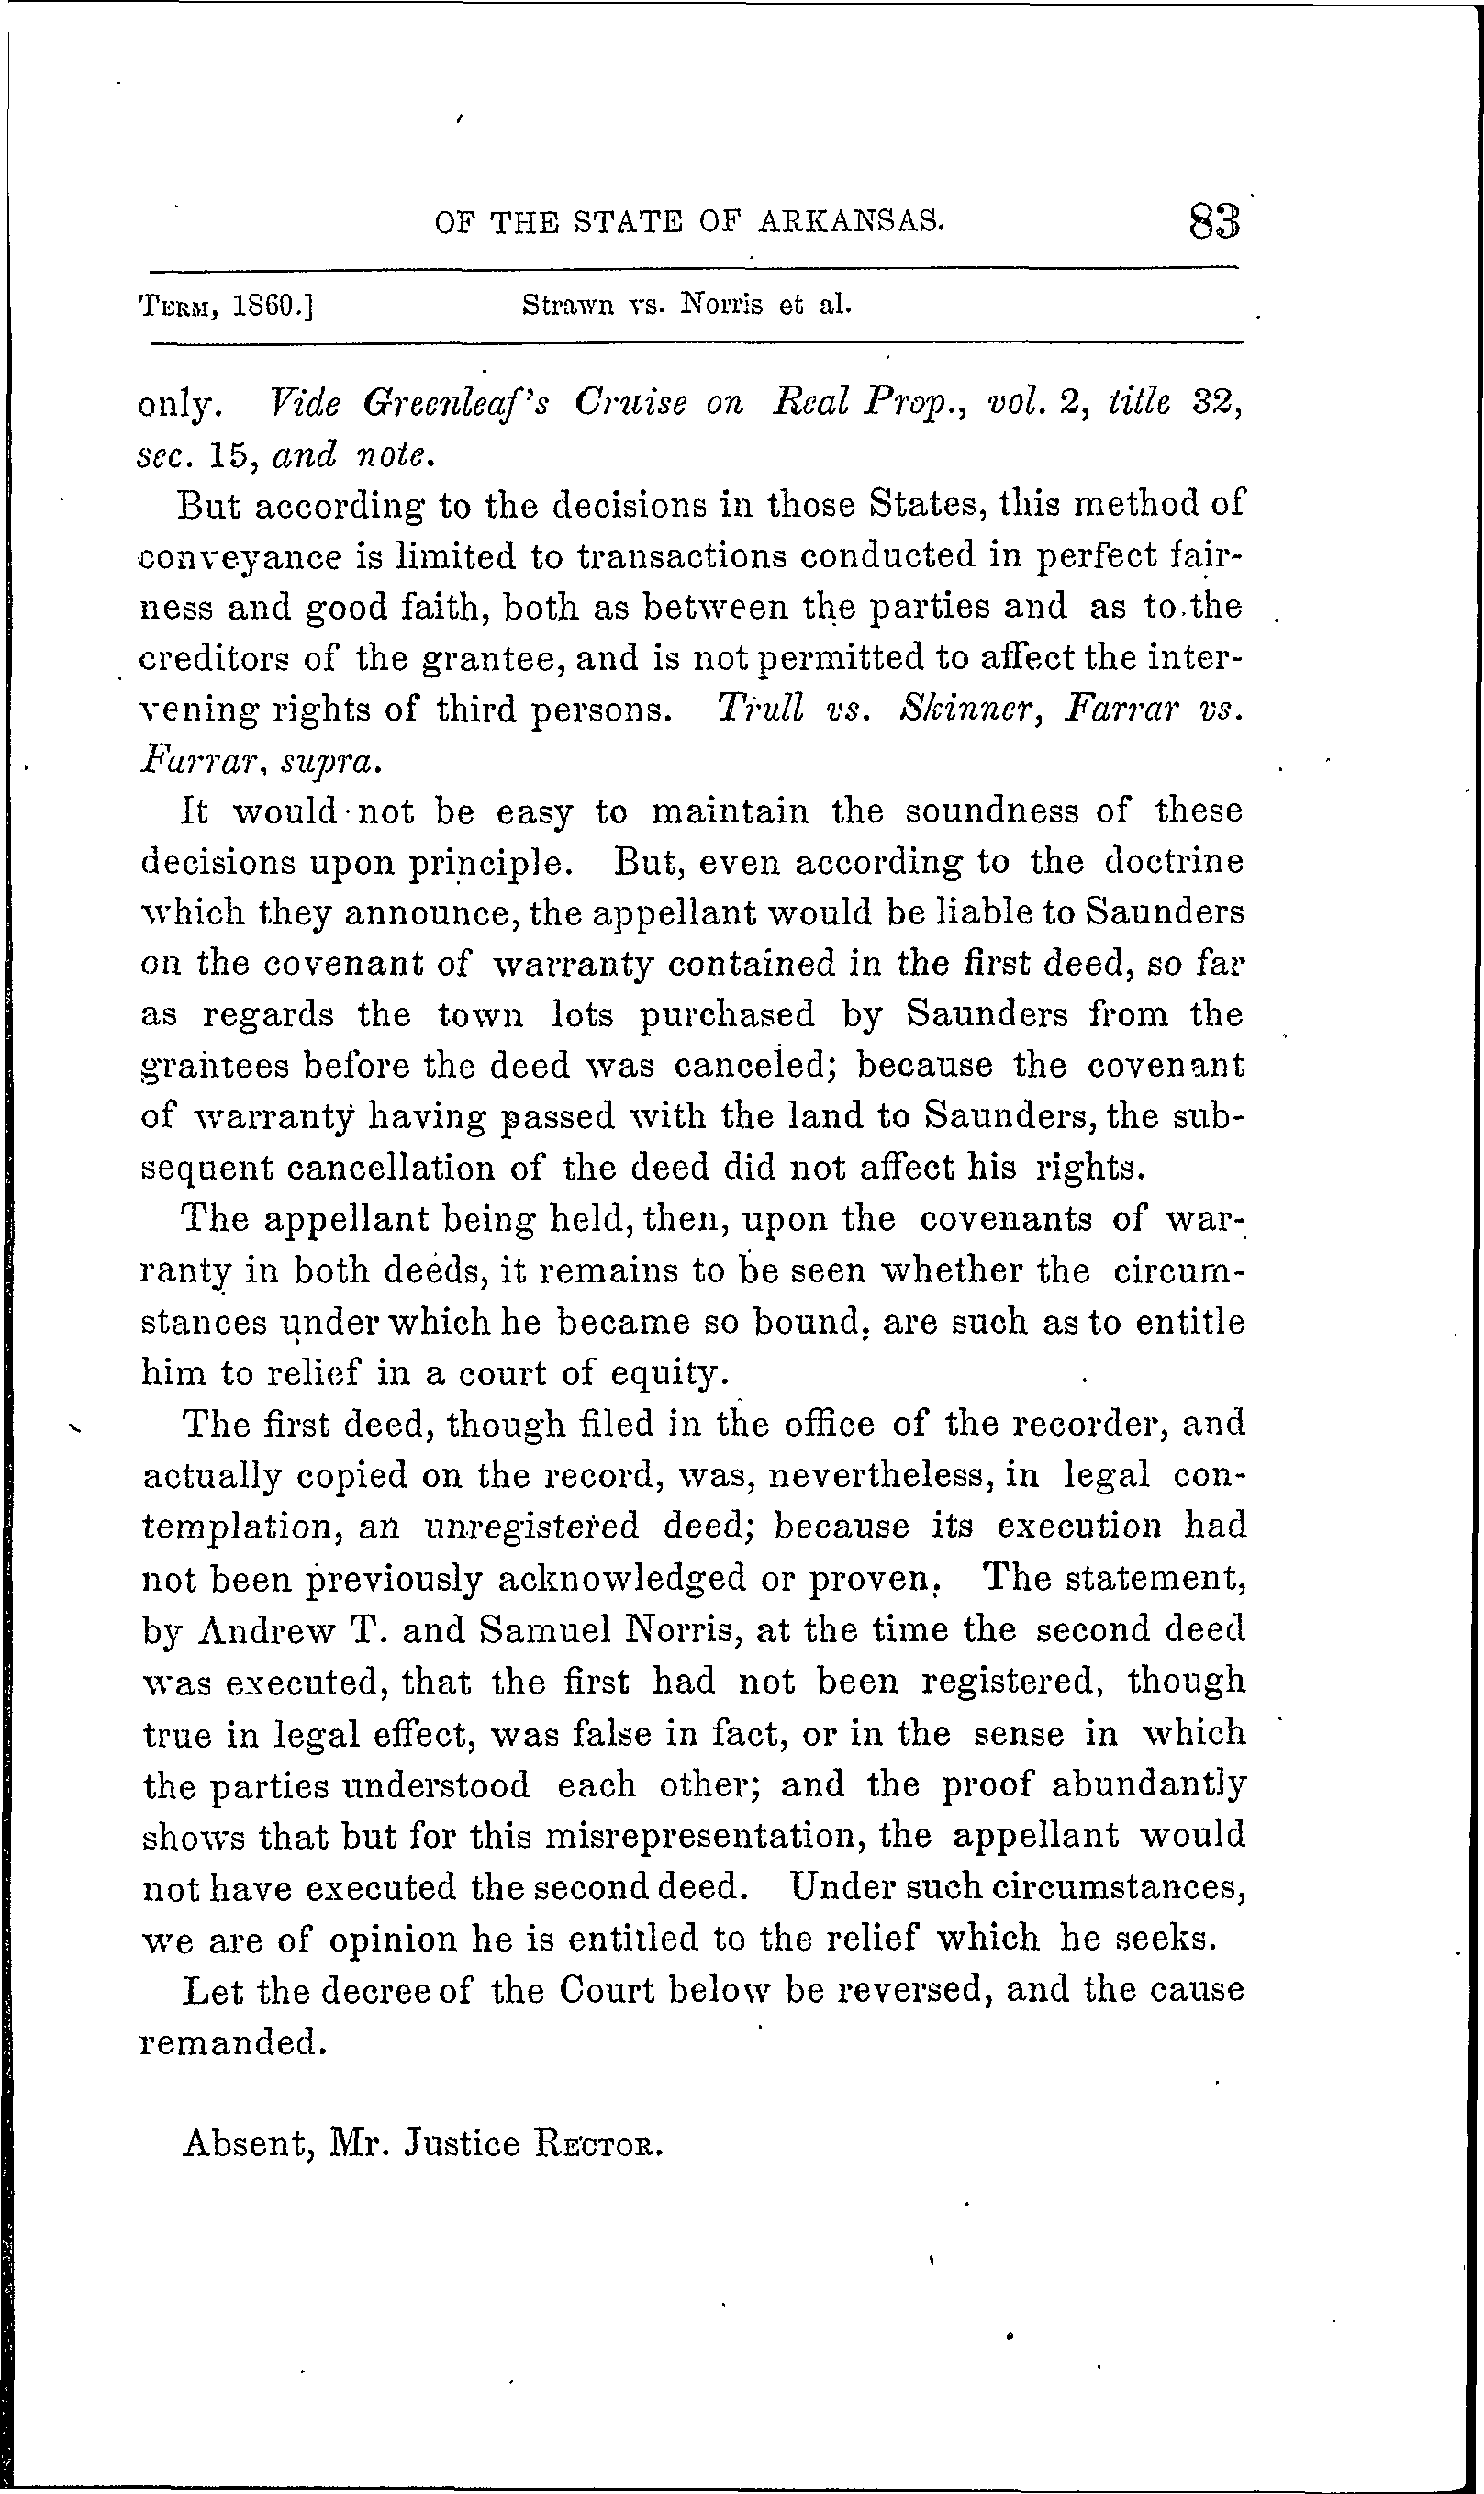 OF THE STATE OF ARKANSAS. 83
TERM, 1860.] Strawn vs. Norris et al.
only. Vide Greenleaf's Cruise on Real Prop., vol. 2, title 32,
sec. 15, and note.
But according to the decisions in those States, this method of
conveyance is limited to transactions conducted in perfect fair-
ness and good faith, both as between the parties and as to the
creditors of the grantee, and is not permitted to affect the inter-
vening rights of third persons. Trull vs. Skinner, Farrar vs.
Farrar, supra.
It would not be easy to maintain the soundness of these
decisions upon principle. But, even according to the doctrine
which they announce, the appellant would be liable to Saunders
on the covenant of warranty contained in the first deed, so far
as regards the town lots purchased by Saunders from the
grantees before the deed was canceled; because the covenant
of warranty having passed with the land to Saunders, the sub-
sequent cancellation of the deed did not affect his rights.
The appellant being held, then, upon the covenants of war-
ranty in both deeds, it remains to be seen whether the circum-
stances under which he became so bound, are such as to entitle
him to relief in a court of equity.
The first deed, though filed in the office of the recorder, and
actually copied on the record, was, nevertheless, in legal con-
templation, an unregistered deed; because its execution had
not been previously acknowledged or proven. The statement,
by Andrew T. and Samuel Norris, at the time the second deed
was executed, that the first had not been registered, though
true in legal effect, was false in fact, or in the sense in which
the parties understood each other; and the proof abundantly
shows that but for this misrepresentation, the appellant would
not have executed the second deed. Under such circumstances,
we are of opinion he is entitled to the relief which he seeks.
Let the decree of the Court below be reversed, and the cause
remanded.
Absent, Mr. Justice RECTOR.